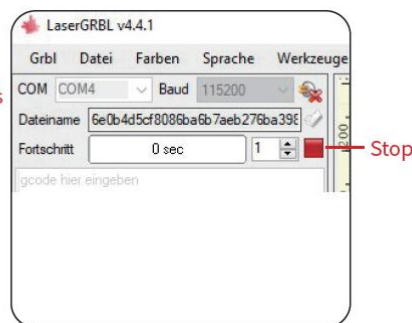 LaserGRBL v4.4.1
Grbl Datei Farben Sprache Werkzeuge
COM COM4 Baud 115200
s
Dateiname 6e0b4d5cf8086ba6b7aeb276ba398
200
Fortschritt 0 sec 1 Stop
gcode hier eingeben